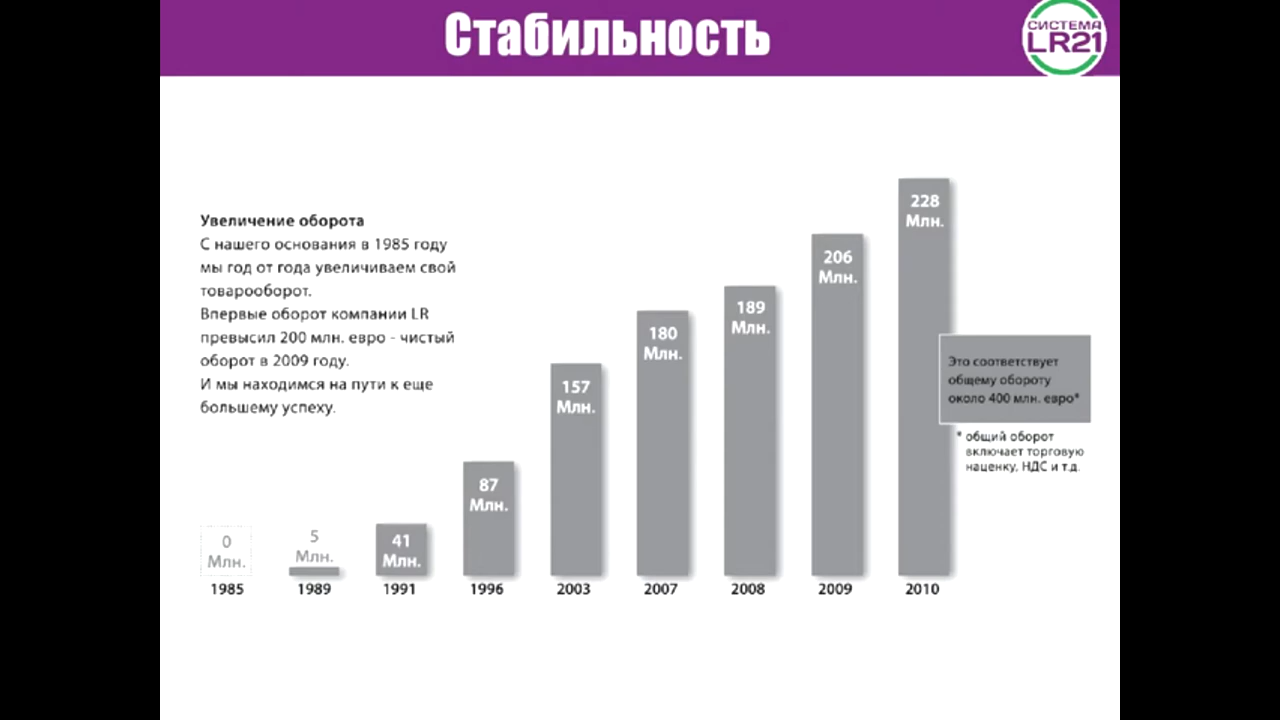 Стабильность
СИСТЕМА
LR21
Увеличение оборота
С нашего основания в 1985 году
мы год от года увеличиваем свой
товарооборот.
Впервые оборот компании LR
превысил 200 млн. евро - чистый
оборот в 2009 году.
И мы находимся на пути к еще
большему успеху.
0
Млн.
1985
5
Млн.
1989
41
Млн.
1991
87
Млн.
1996
157
Млн.
2003
180
Млн.
2007
189
Млн.
2008
206
Млн.
2009
228
Млн.
2010
Это соответствует
общему обороту
около 400 млн. евро*
* общий оборот
включает торговую
наценку, НДС и т.д.